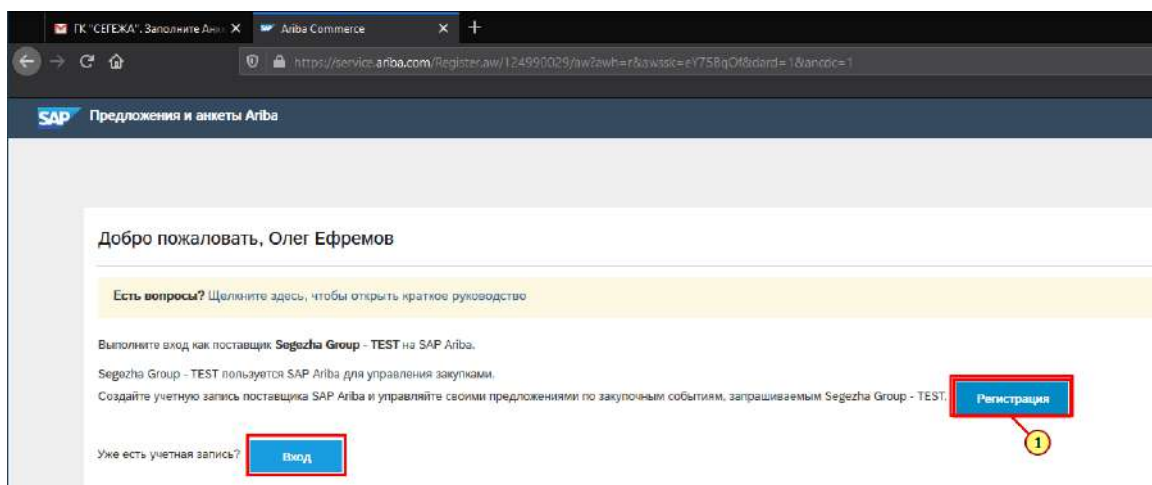 ГК "СЕГЕЖА". Заполните Анк
Ariba Commerce
https://service.ariba.com/Register.aw/124990029/aw?awh=r&awssk=eY758qOf&dard=1&ancdc=1
SAP Предложения и анкеты Ariba
Добро пожаловать, Олег Ефремов
Есть вопросы? Щелкните здесь, чтобы открыть краткое руководство
Выполните вход как поставщик Segezha Group - TEST на SAP Ariba.
Segezha Group - TEST пользуется SAP Ariba для управления закупками.
Создайте учетную запись поставщика SAP Ariba и управляйте своими предложениями по закупочным событиям, запрашиваемым Segezha Group - TEST. Регистрация
1
Уже есть учетная запись? Вход